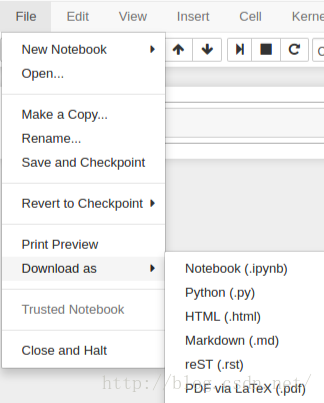 File Edit View Insert Cell Kerne
New Notebook
Open...
Make a Copy...
Rename...
Save and Checkpoint
Revert to Checkpoint
Print Preview
Download as
Notebook (.ipynb)
Python (.py)
HTML (.html)
Markdown (.md)
reST (.rst)
PDF via LaTeX (.pdf)
Trusted Notebook
Close and Halt
http://blog.csdn.net/